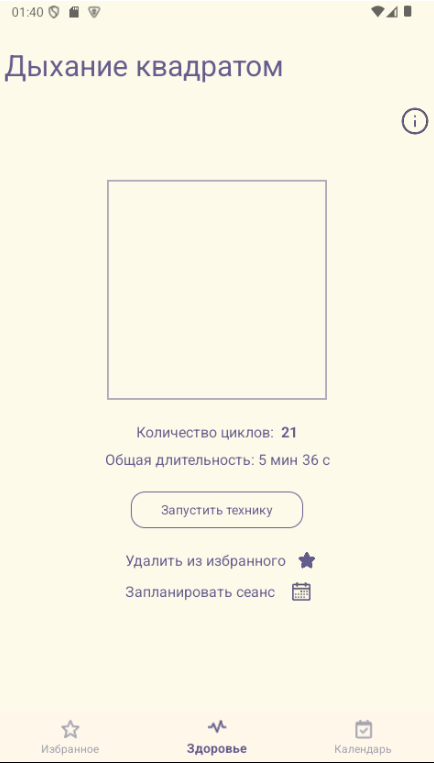 01:40
Дыхание квадратом
Количество циклов: 21
Общая длительность: 5 мин 36 с
Запустить технику
Удалить из избранного
Запланировать сеанс
Избранное Здоровье Календарь